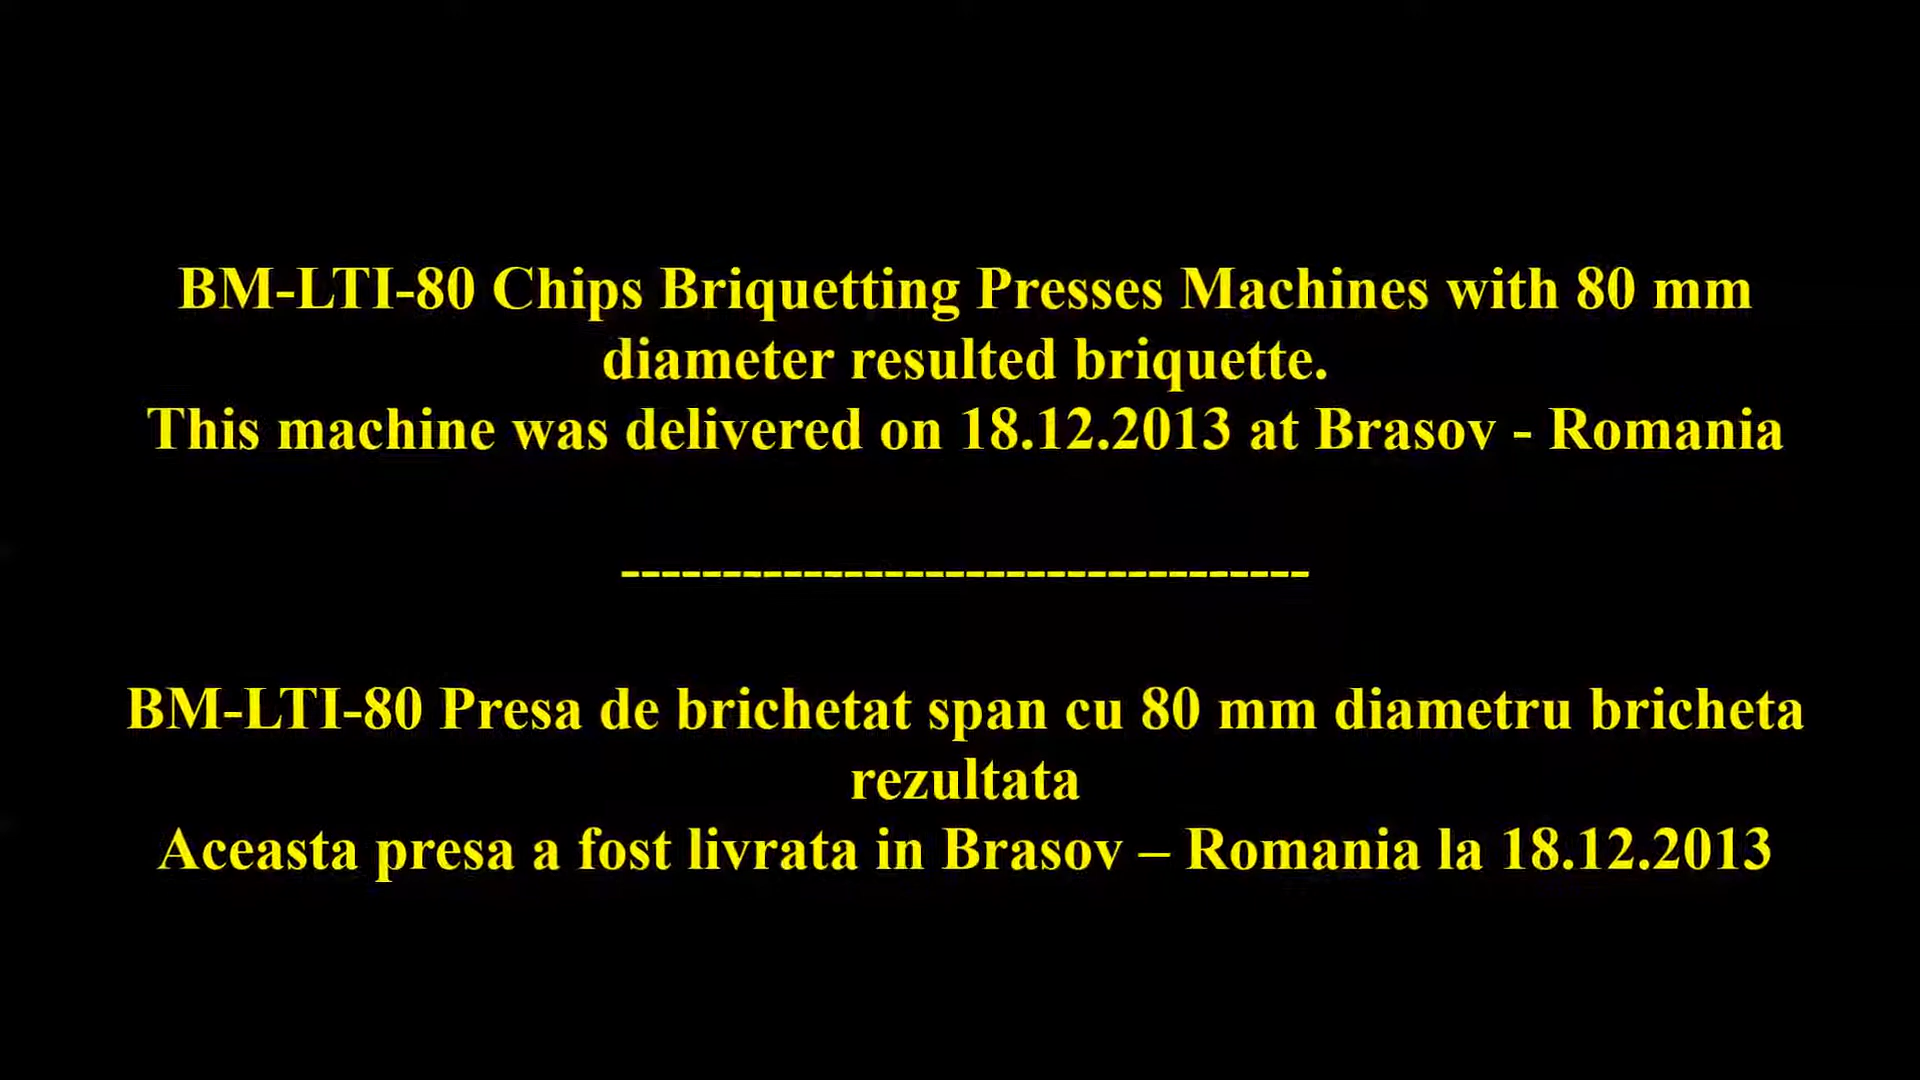 BM-LTI-80 Chips Briquetting Presses Machines with 80 mm
diameter resulted briquette.
This machine was delivered on 18.12.2013 at Brasov - Romania
----------------------------------
BM-LTI-80 Presa de brichetat span cu 80 mm diametru bricheta
rezultata
Aceasta presa a fost livrata in Brasov – Romania la 18.12.2013